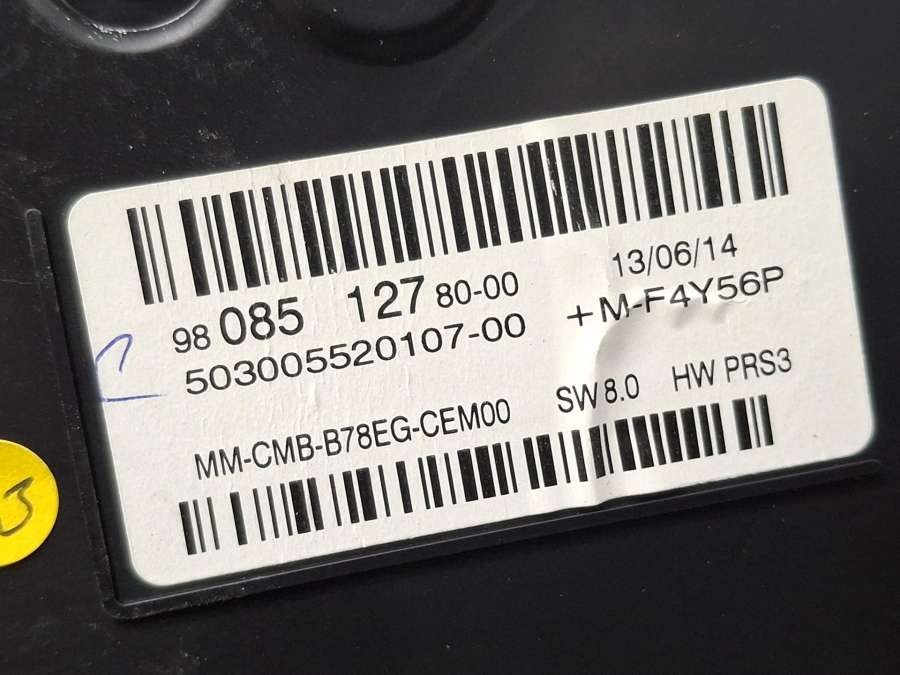 98 085 127 80-00 13/06/14
503005520107-00 +M-F4Y56P
MM-CMB-B78EG-CEM00 SW 8.0 HW PRS3
3